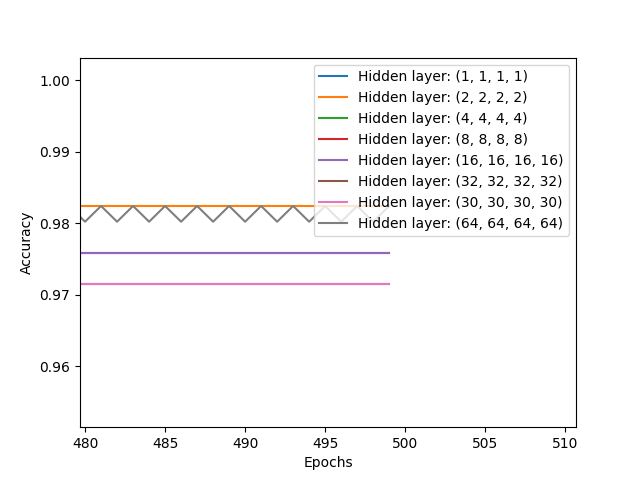 1.00
0.99
0.98
0.97
0.96
Accuracy
480
485
490
495
500
505
510
Epochs
Hidden layer: (1, 1, 1, 1)
Hidden layer: (2, 2, 2, 2)
Hidden layer: (4, 4, 4, 4)
Hidden layer: (8, 8, 8, 8)
Hidden layer: (16, 16, 16, 16)
Hidden layer: (32, 32, 32, 32)
Hidden layer: (30, 30, 30, 30)
Hidden layer: (64, 64, 64, 64)